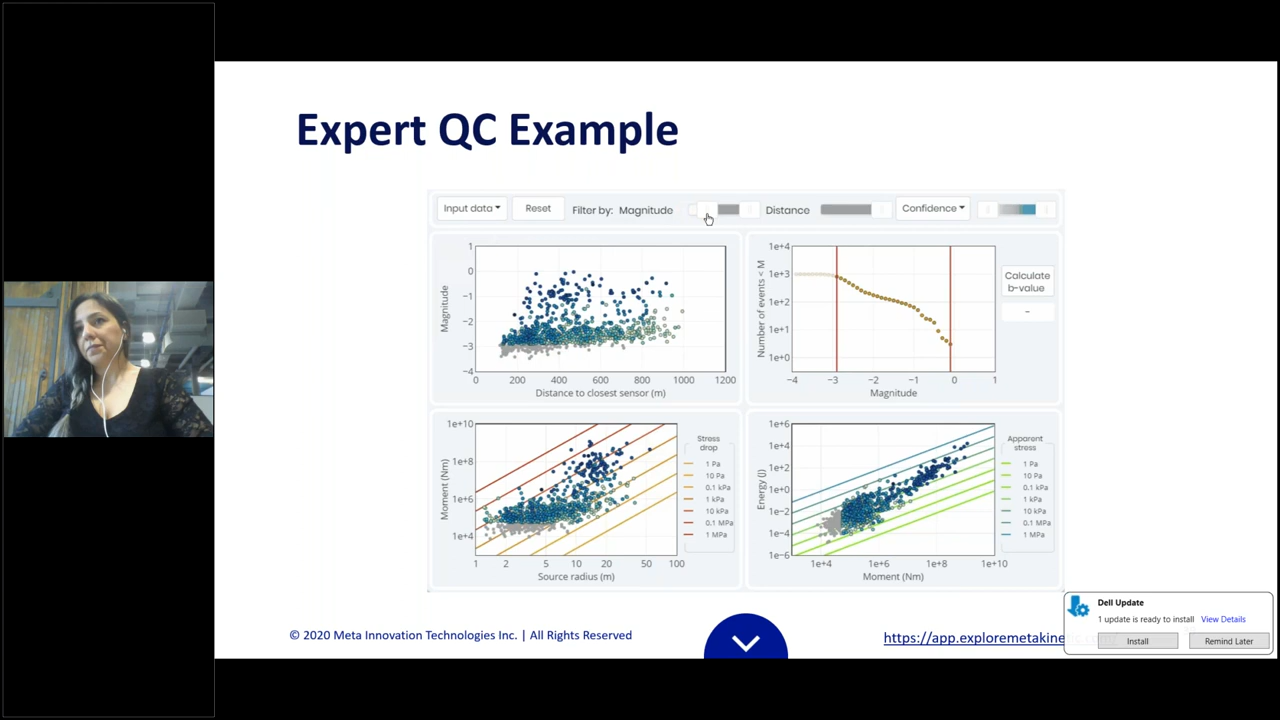 Expert QC Example
Input data
Reset
Filter by: Magnitude
Distance
Confidence
Magnitude
1
0
−1
−2
−3
−4
0 200 400 600 800 1000 1200
Distance to closest sensor (m)
Number of events < M
1e+4
1e+3
1e+2
1e+1
1e+0
−4 −3 −2 −1 0 1
Magnitude
Calculate
b-value
-
Moment (Nm)
1e+10
1e+8
1e+6
1e+4
1 2 5 10 20 50 100
Source radius (m)
Stress
drop
1 Pa
10 Pa
0.1 kPa
1 kPa
10 kPa
0.1 MPa
1 MPa
Energy (J)
1e+6
1e+4
1e+2
1e+0
1e−2
1e−4
1e−6
1e+4 1e+6 1e+8 1e+10
Moment (Nm)
Apparent
stress
1 Pa
10 Pa
0.1 kPa
1 kPa
10 kPa
0.1 MPa
1 MPa
© 2020 Meta Innovation Technologies Inc. | All Rights Reserved
Dell Update
1 update is ready to install View Details
Install
Remind Later